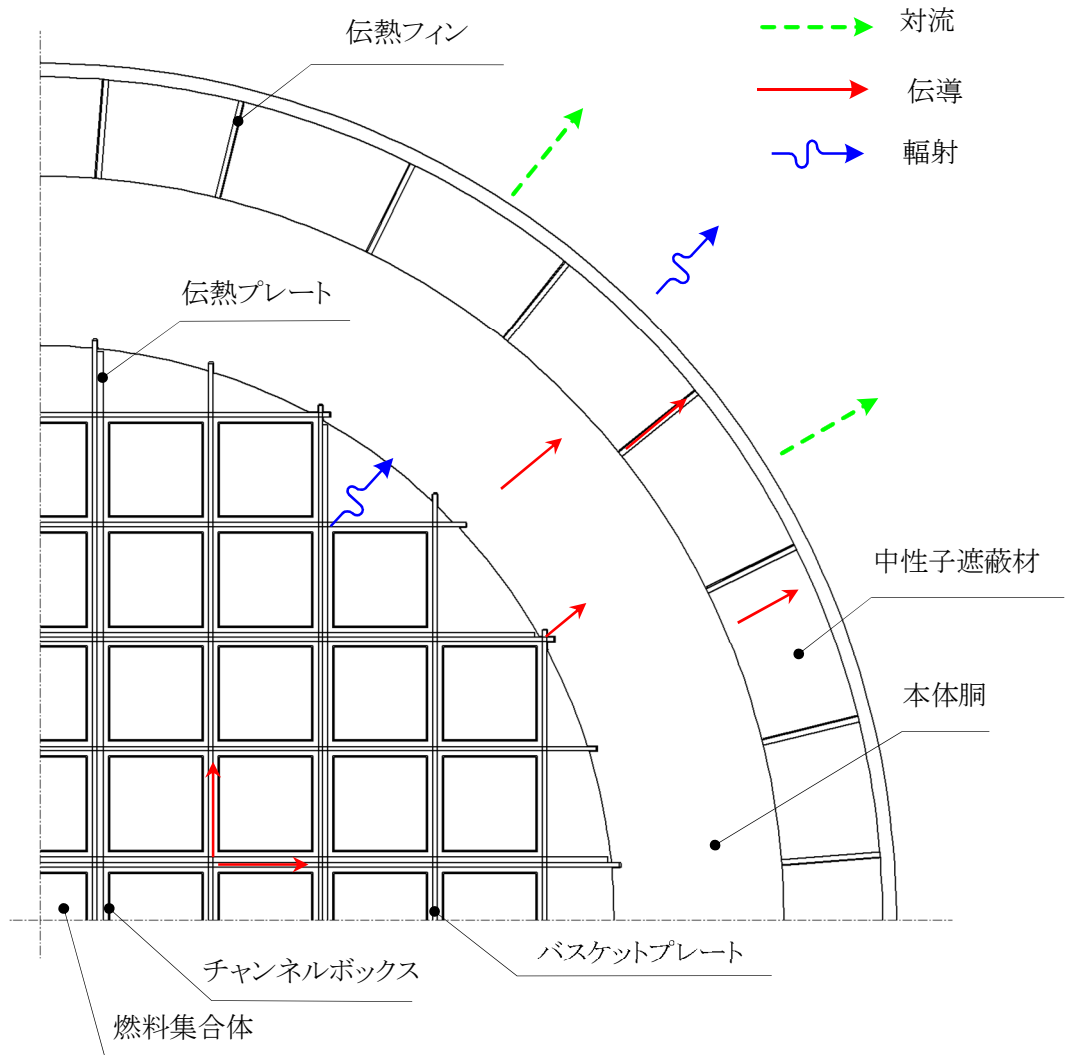 伝熱フィン
対流
伝導
輻射
伝熱プレート
中性子遮蔽材
本体胴
バスケットプレート
チャンネルボックス
燃料集合体